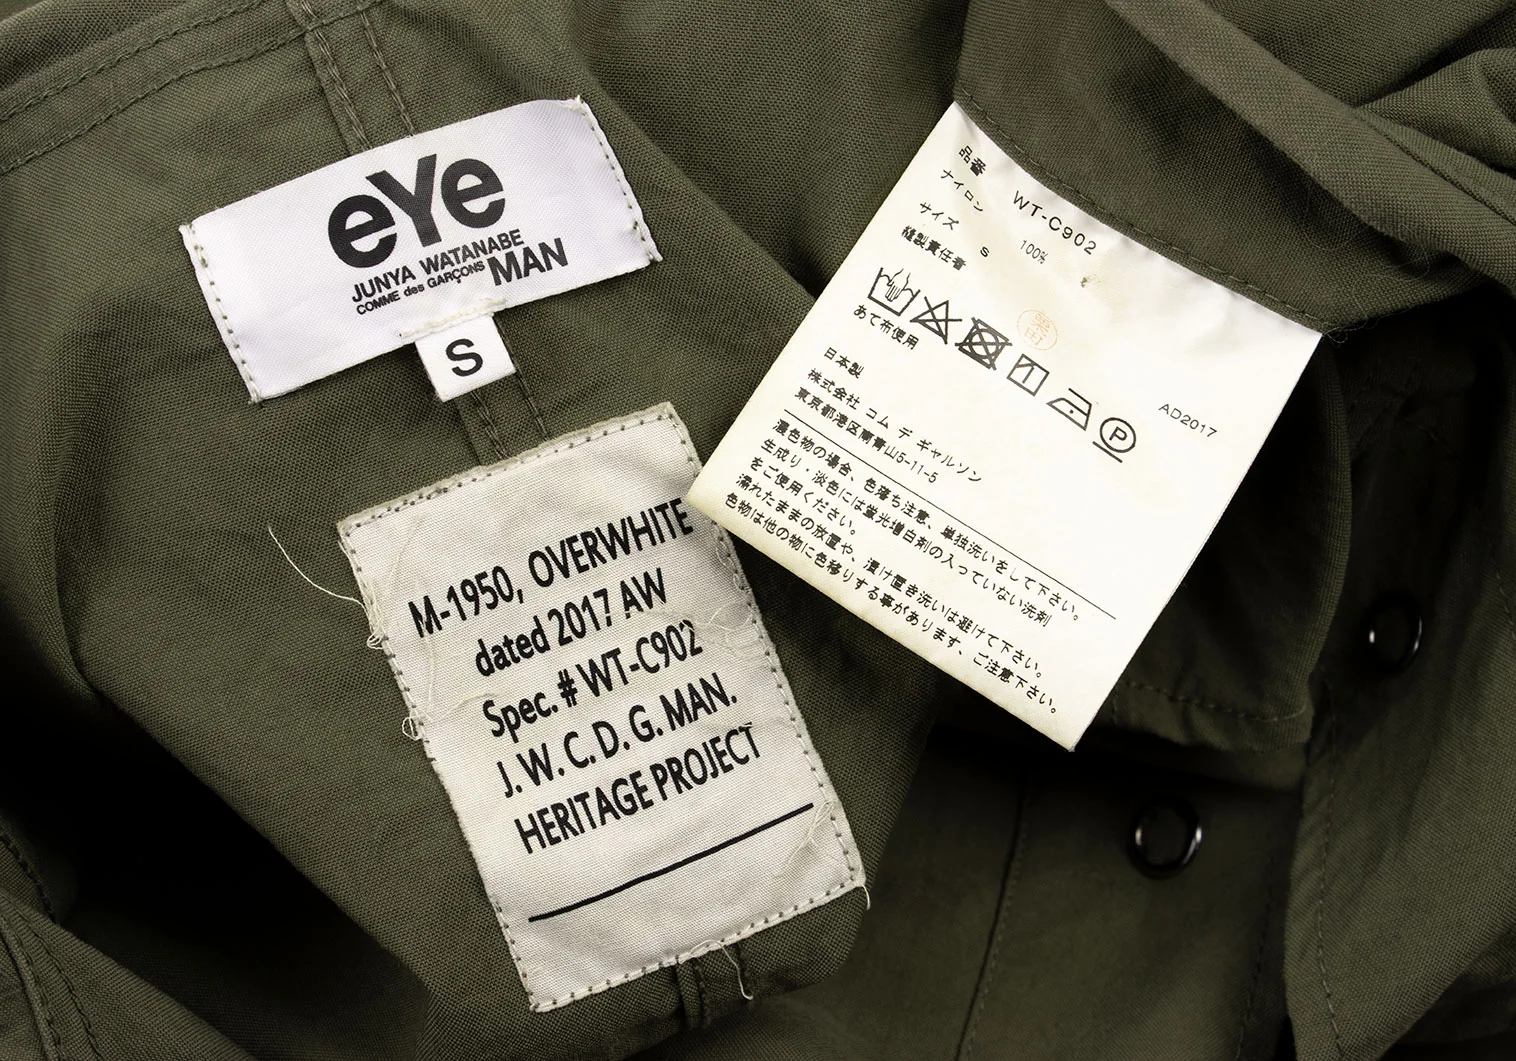 eYe
JUNYA WATANABE
COMME des GARÇONS MAN
S
M-1950, OVERWHITE
dated 2017 AW
Spec. # WT-C902
J. W. C. D. G. MAN.
HERITAGE PROJECT
品番 WT-C902
ナイロン 100%
サイズ S
縫製責任者
あて布使用
P
AD2017
日本製
株式会社 コム デ ギャルソン
東京都港区南青山5-11-5
濃色物の場合、色落ち注意、単独洗いをして下さい。
生成り・淡色には蛍光増白剤の入っていない洗剤
をご使用ください。
濡れたままの放置や、漬け置き洗いは避けて下さい。
色物は他の物に色移りする事があります、ご注意下さい。